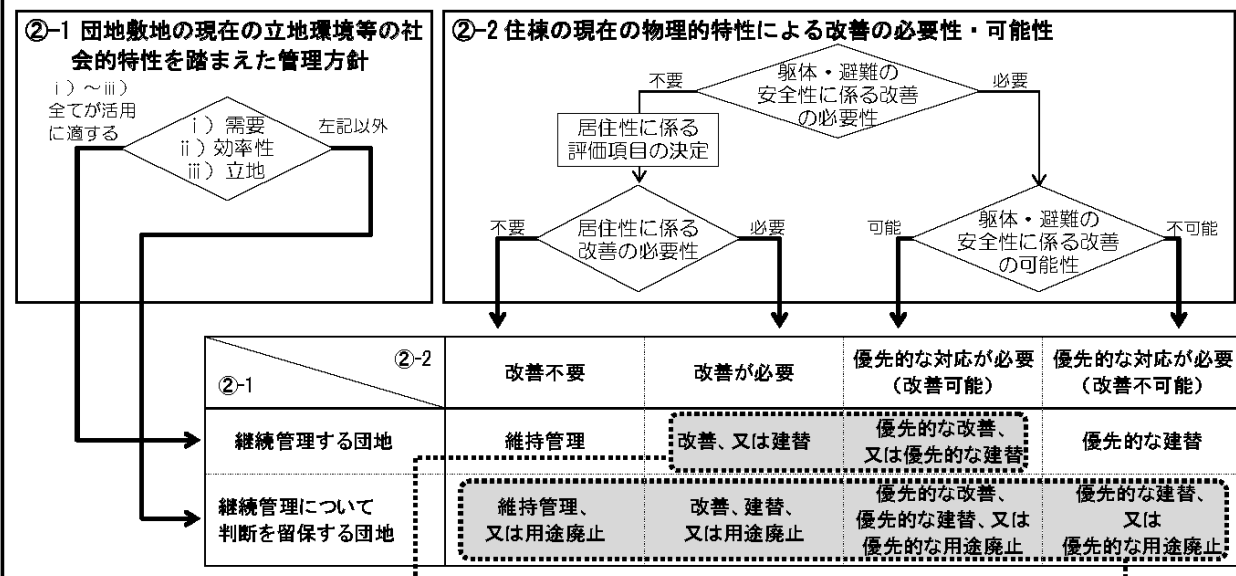 ②-1 団地敷地の現在の立地環境等の社
会的特性を踏まえた管理方針
ⅰ）～ⅲ）
全てが活用
に適する
ⅰ）需要
ⅱ）効率性
ⅲ）立地
左記以外
②-2 住棟の現在の物理的特性による改善の必要性・可能性
不要
躯体・避難の
安全性に係る改善
の必要性
必要
居住性に係る
評価項目の決定
不要
居住性に係る
改善の必要性
必要
可能
躯体・避難の
安全性に係る改善
の可能性
不可能
②-2
②-1
改善不要
改善が必要
優先的な対応が必要
（改善可能）
優先的な対応が必要
（改善不可能）
継続管理する団地
維持管理
改善、又は建替
優先的な改善、
又は優先的な建替
優先的な建替
継続管理について
判断を留保する団地
維持管理、
又は用途廃止
改善、建替、
又は用途廃止
優先的な改善、
優先的な建替、又は
優先的な用途廃止
優先的な建替、
又は
優先的な用途廃止